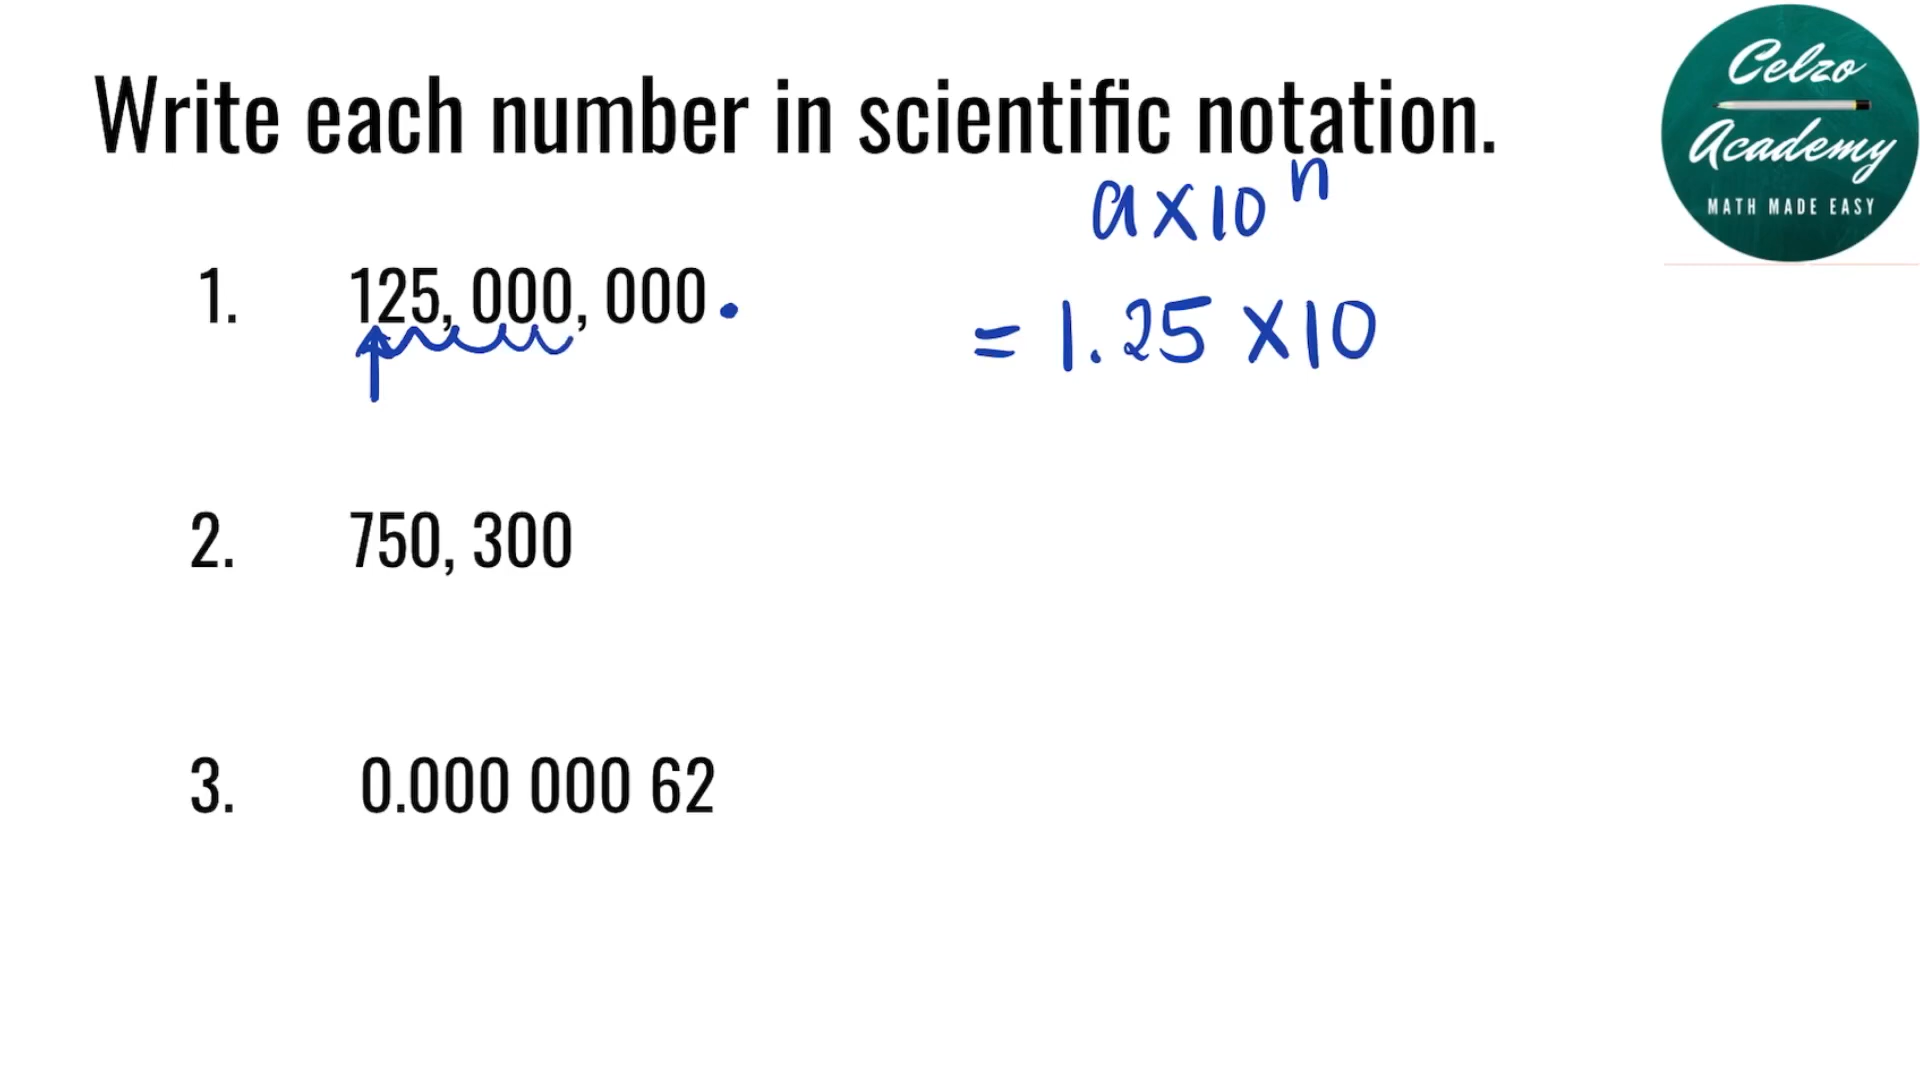 Write each number in scientific notation.
a×10ⁿ
1. 125, 000, 000.
= 1.25 ×10
2. 750, 300
3. 0.000 000 62
Celzo
Academy
MATH MADE EASY